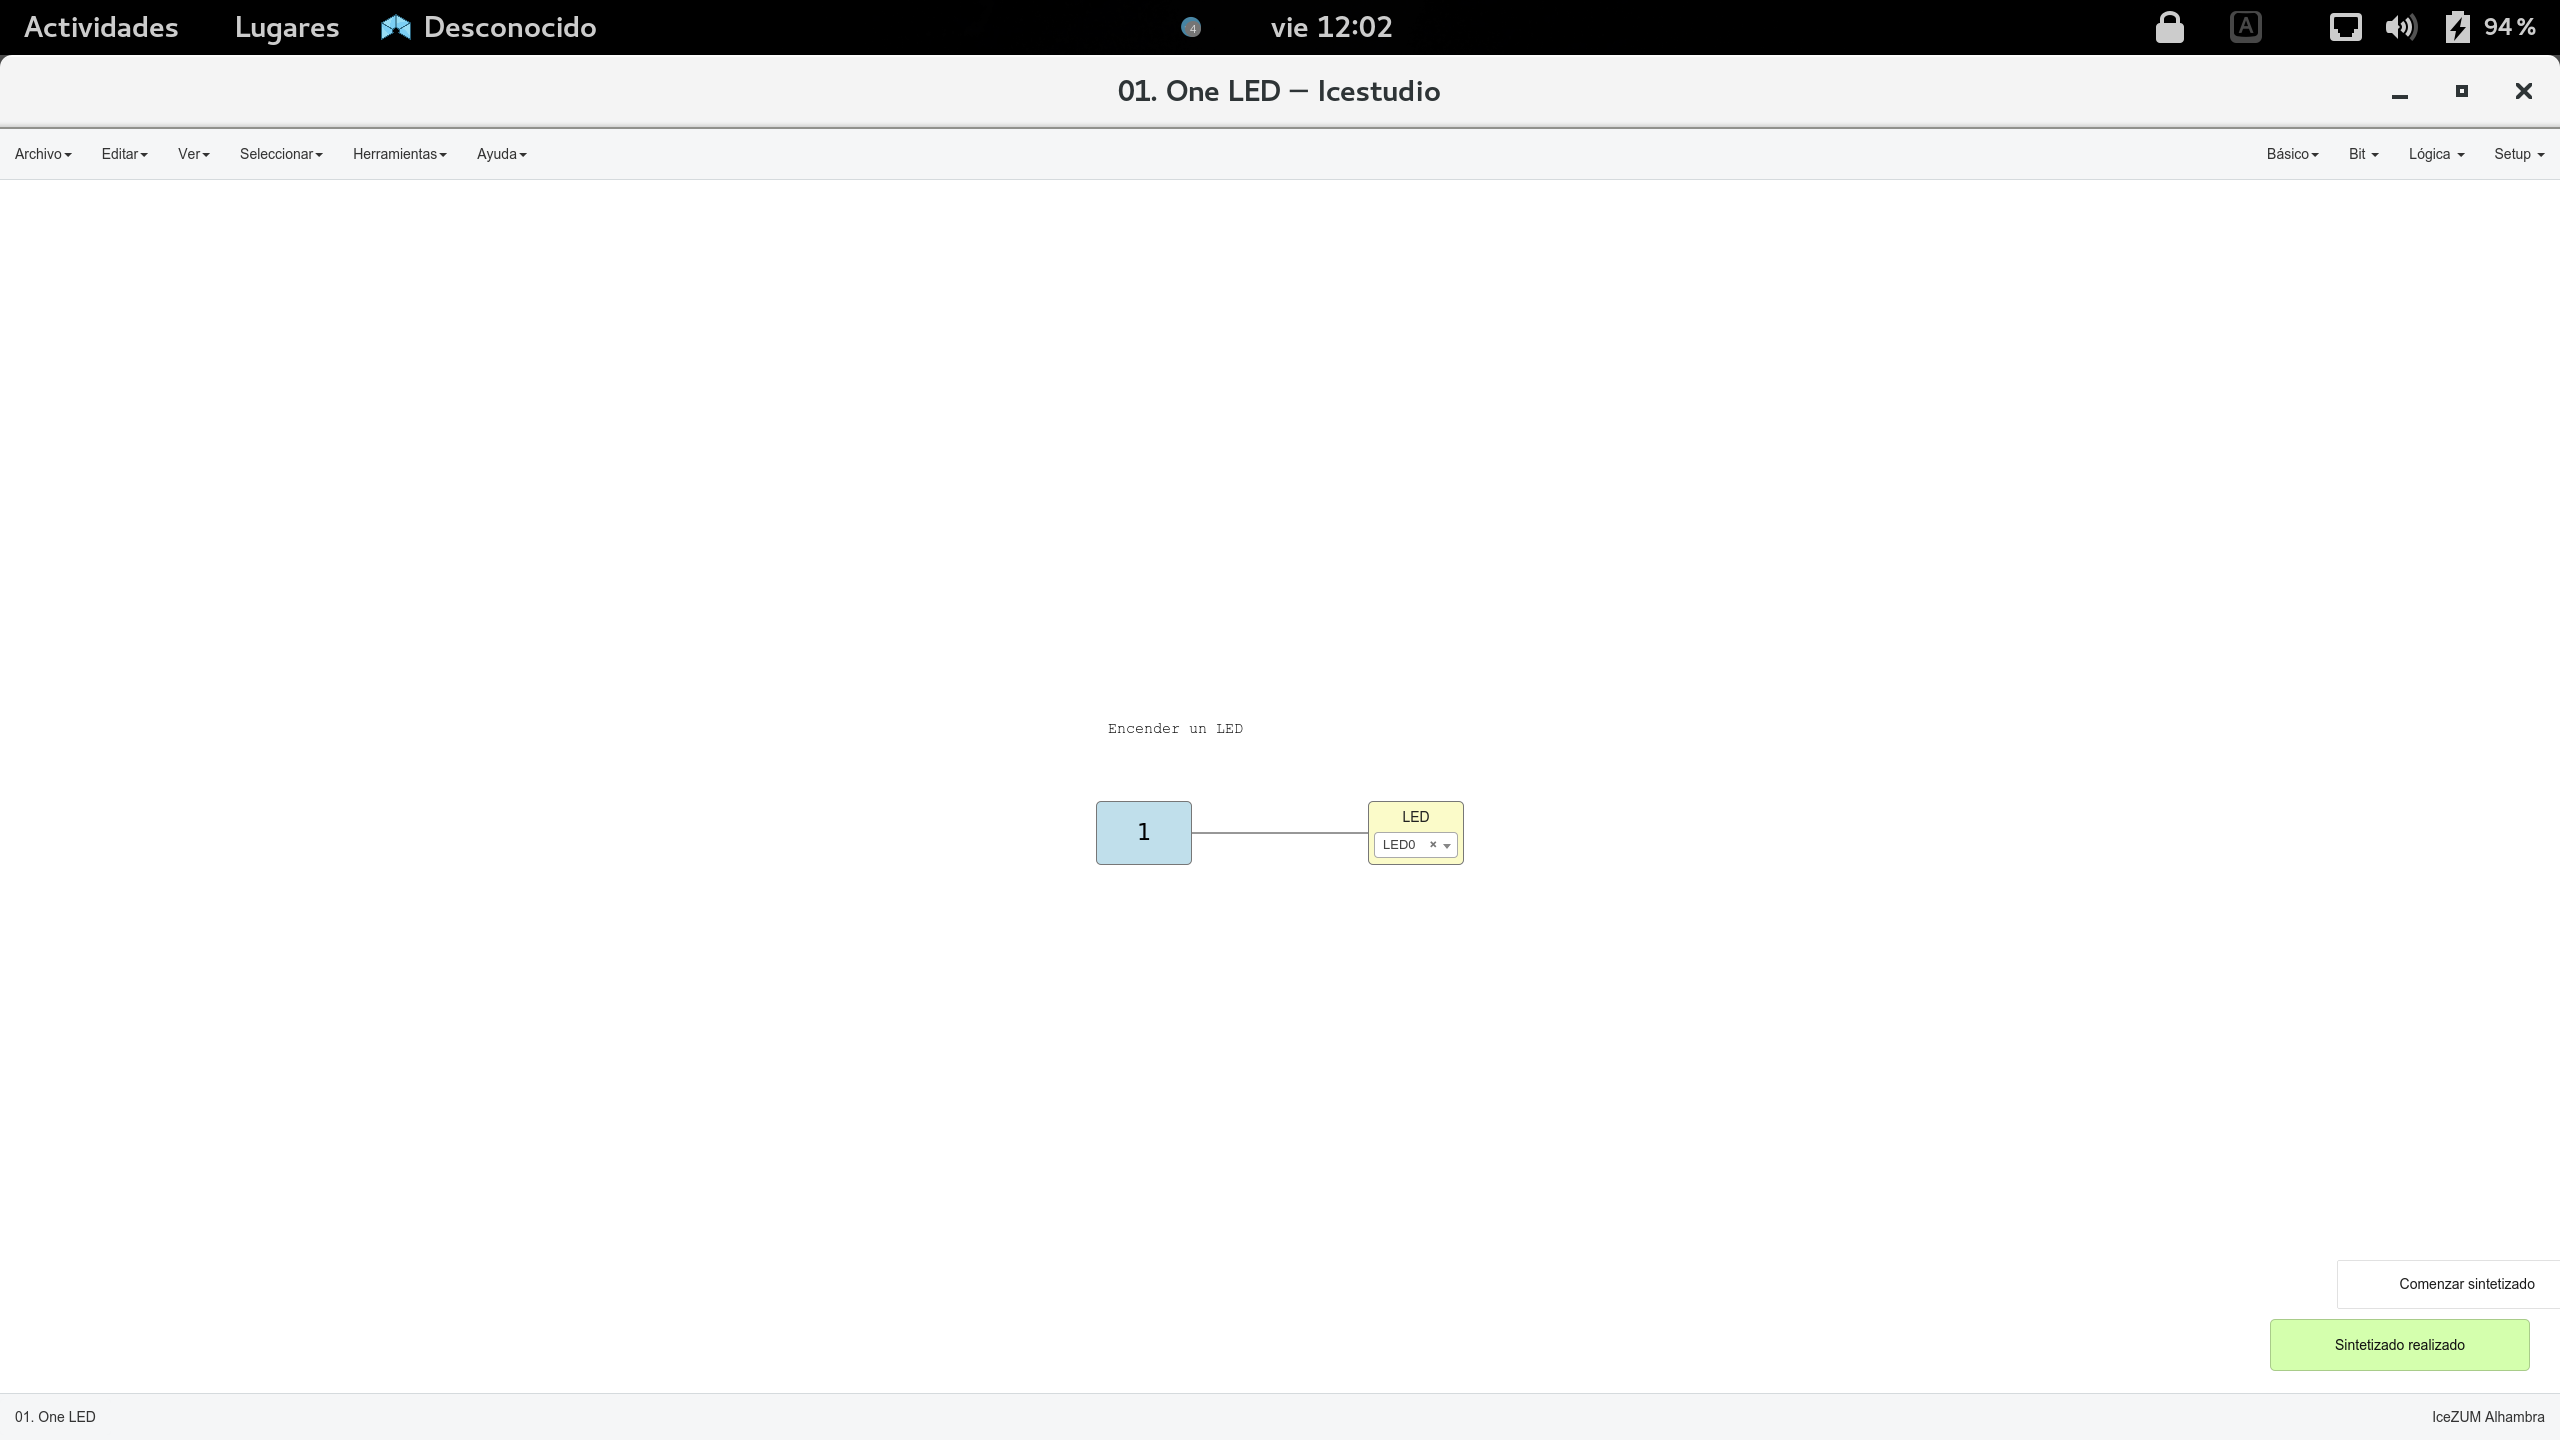 Actividades Lugares Desconocido 4 vie 12:02 A 94 %
01. One LED – Icestudio
Archivo Editar Ver Seleccionar Herramientas Ayuda Básico Bit Lógica Setup
Encender un LED
1
LED
LED0
Comenzar sintetizado
Sintetizado realizado
01. One LED IceZUM Alhambra